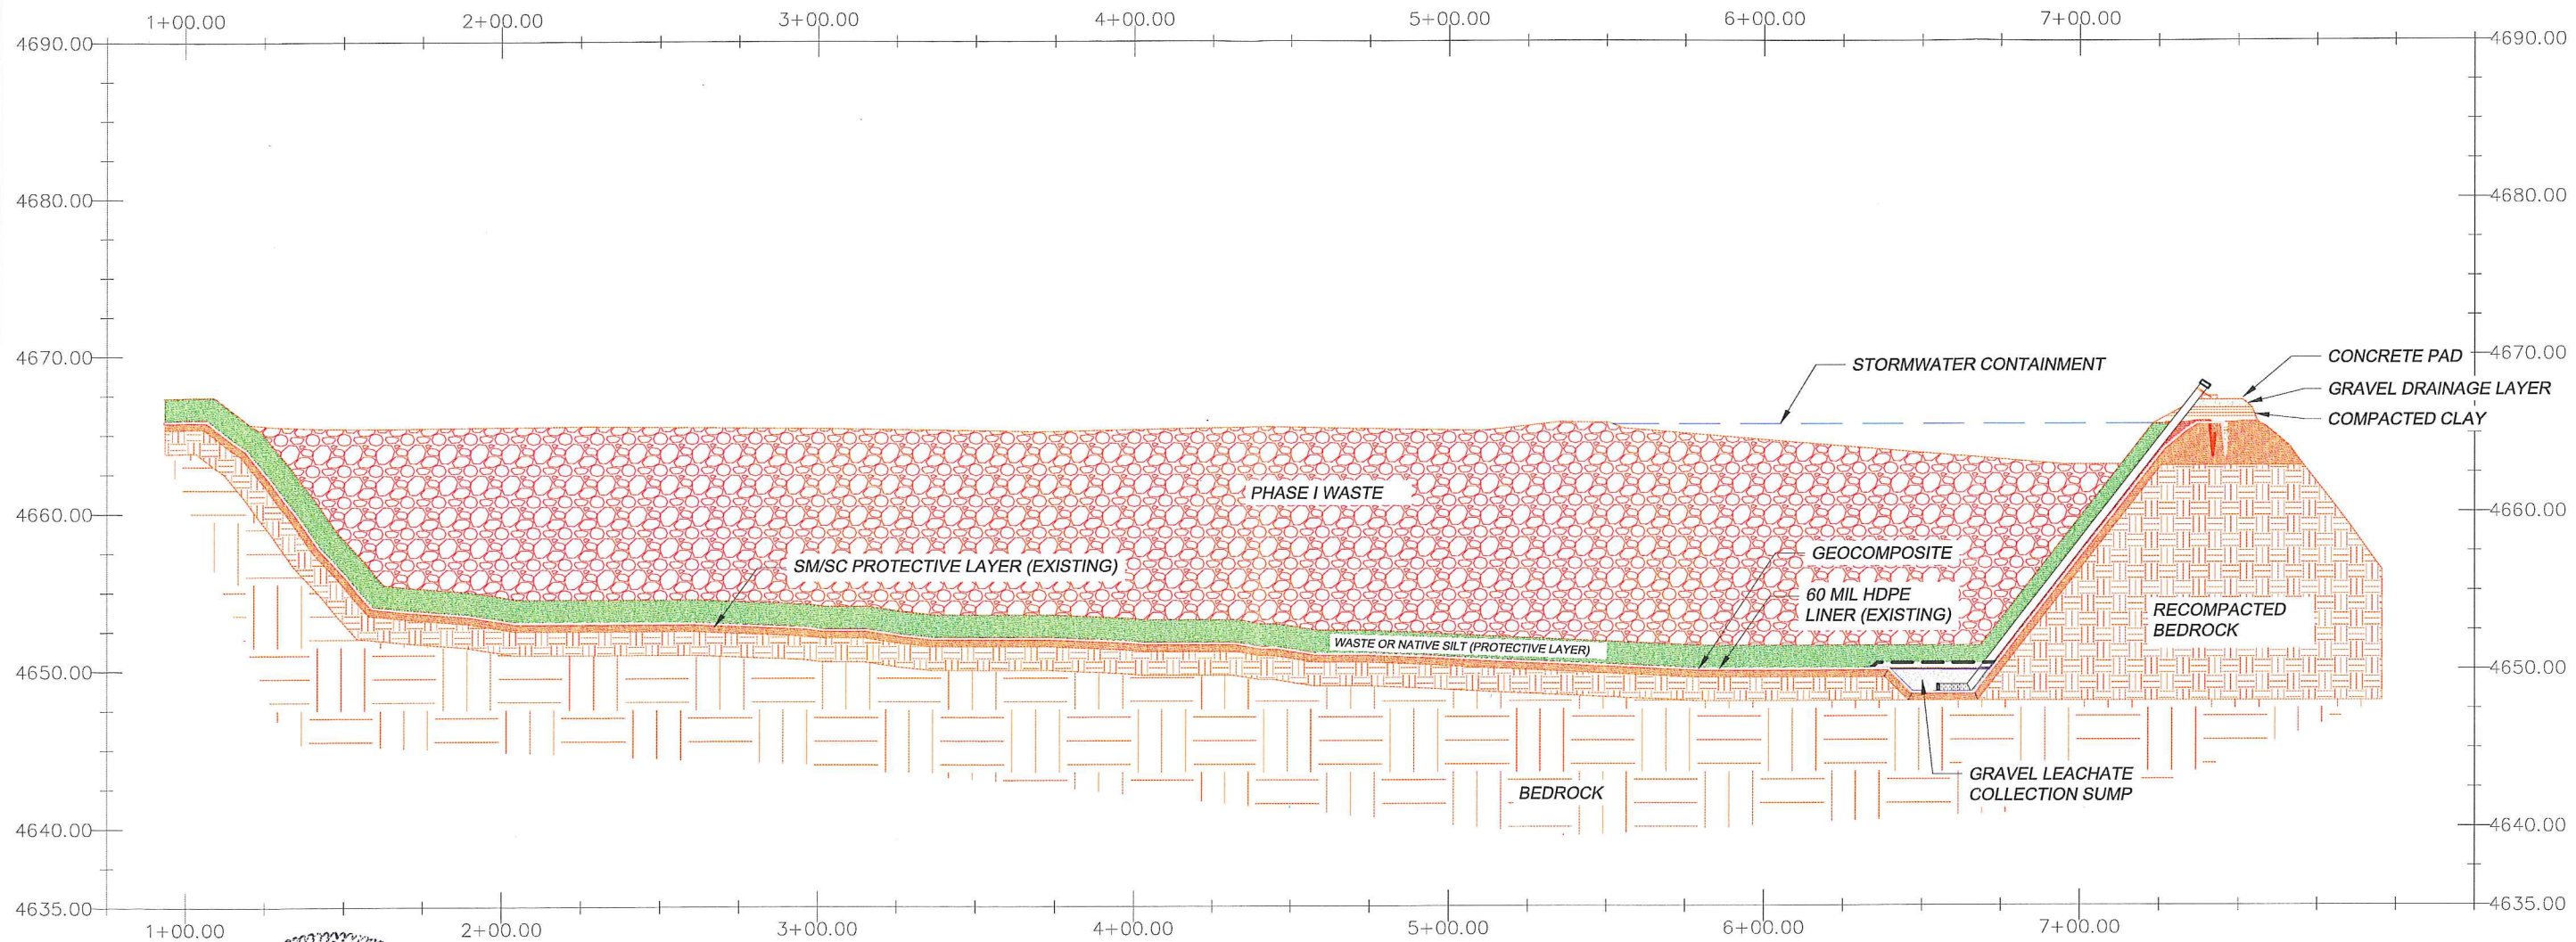 1+00.00 2+00.00 3+00.00 4+00.00 5+00.00 6+00.00 7+00.00
4690.00 4690.00
4680.00 4680.00
4670.00 4670.00
STORMWATER CONTAINMENT
CONCRETE PAD
GRAVEL DRAINAGE LAYER
COMPACTED CLAY
PHASE I WASTE
4660.00 4660.00
SM/SC PROTECTIVE LAYER (EXISTING)
GEOCOMPOSITE
60 MIL HDPE
LINER (EXISTING)
RECOMPACTED
BEDROCK
WASTE OR NATIVE SILT (PROTECTIVE LAYER)
4650.00 4650.00
GRAVEL LEACHATE
COLLECTION SUMP
BEDROCK
4640.00 4640.00
4635.00 4635.00
1+00.00 2+00.00 3+00.00 4+00.00 5+00.00 6+00.00 7+00.00